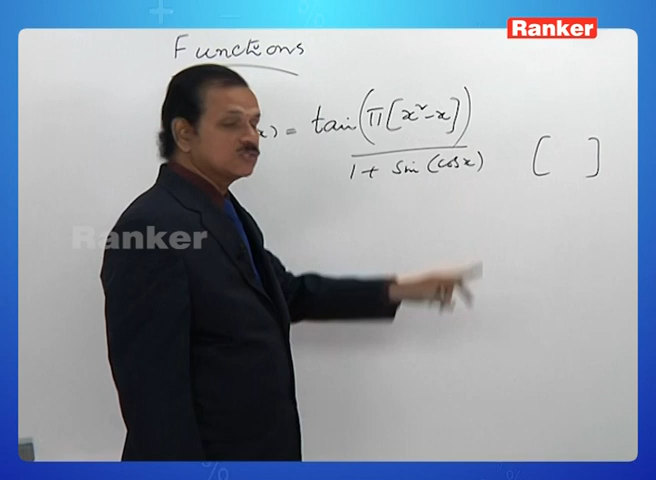 Ranker
Functions
x) = tan(π[x²-x])
1 + sin(cosx)
[ ]
Ranker